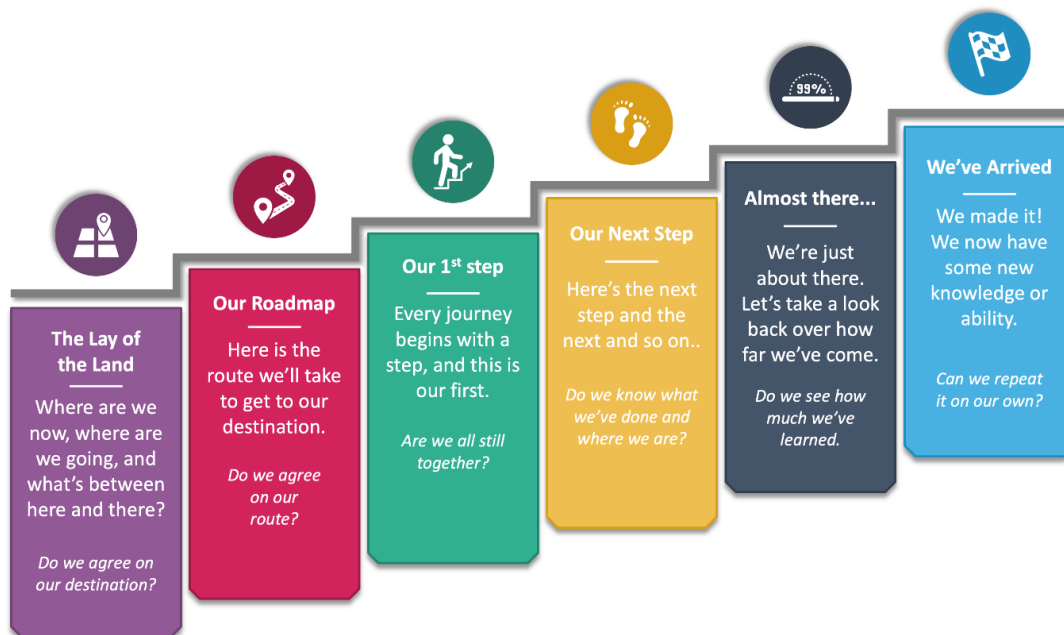 The Lay of
the Land
Where are we
now, where are
we going, and
what's between
here and there?
Do we agree on
our destination?
Our Roadmap
Here is the
route we'll take
to get to our
destination.
Do we agree
on our
route?
Our 1st step
Every journey
begins with a
step, and this is
our first.
Are we all still
together?
Our Next Step
Here's the next
step and the
next and so on..
Do we know what
we've done and
where we are?
99%
Almost there...
We're just
about there.
Let's take a look
back over how
far we've come.
Do we see how
much we've
learned.
We've Arrived
We made it!
We now have
some new
knowledge or
ability.
Can we repeat
it on our own?